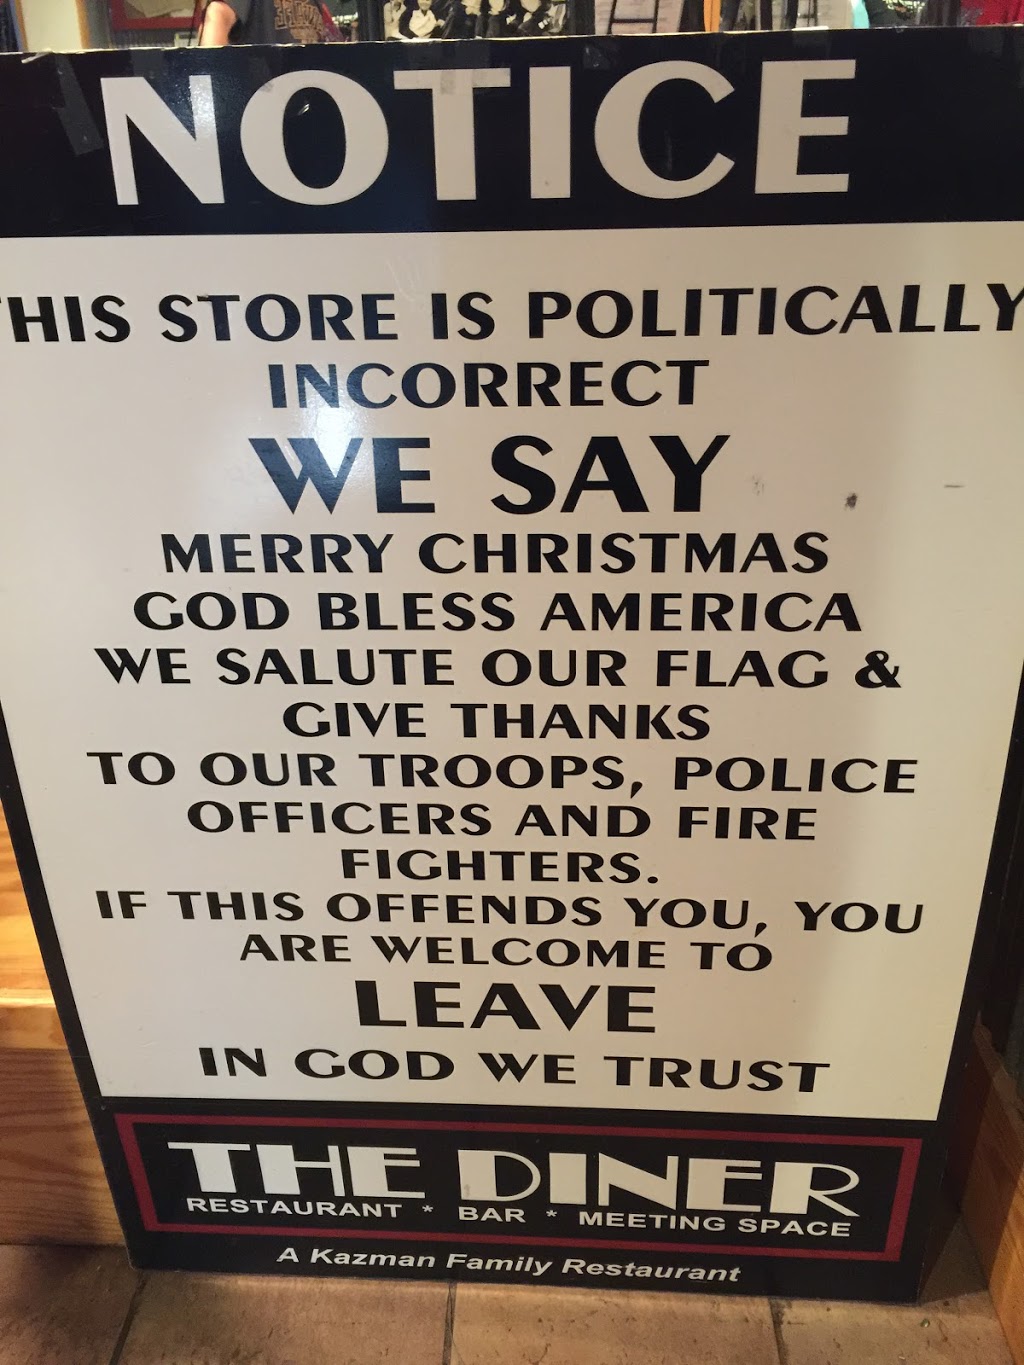 NOTICE
THIS STORE IS POLITICALLY
INCORRECT
WE SAY
MERRY CHRISTMAS
GOD BLESS AMERICA
WE SALUTE OUR FLAG &
GIVE THANKS
TO OUR TROOPS, POLICE
OFFICERS AND FIRE
FIGHTERS.
IF THIS OFFENDS YOU, YOU
ARE WELCOME TO
LEAVE
IN GOD WE TRUST
THE DINER
RESTAURANT * BAR * MEETING SPACE
A Kazman Family Restaurant